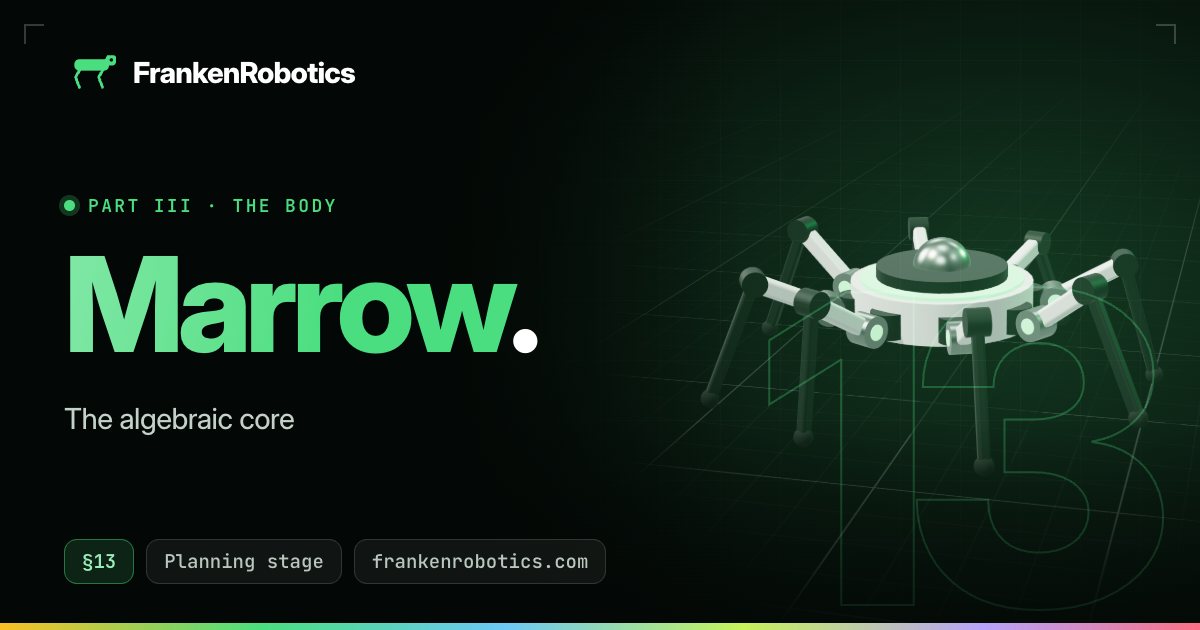 FrankenRobotics
PART III · THE BODY
Marrow.
The algebraic core
§13
Planning stage
frankenrobotics.com
13